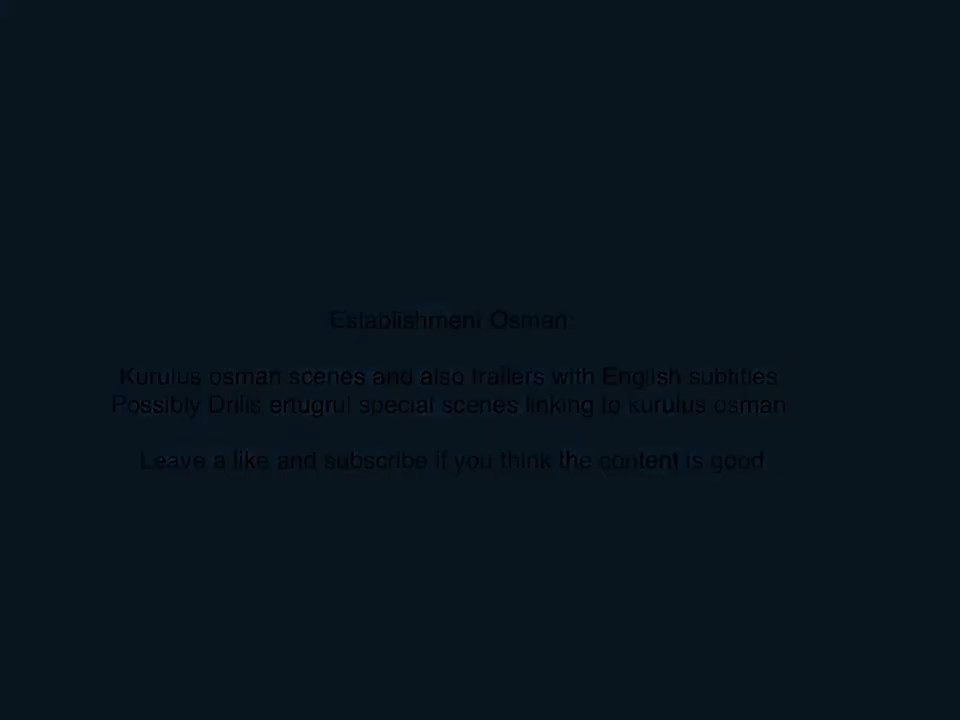 Establishment Osman:
Kurulus osman scenes and also trailers with English subtitles
Possibly Drilis ertugrul special scenes linking to kurulus osman
Leave a like and subscribe if you think the content is good